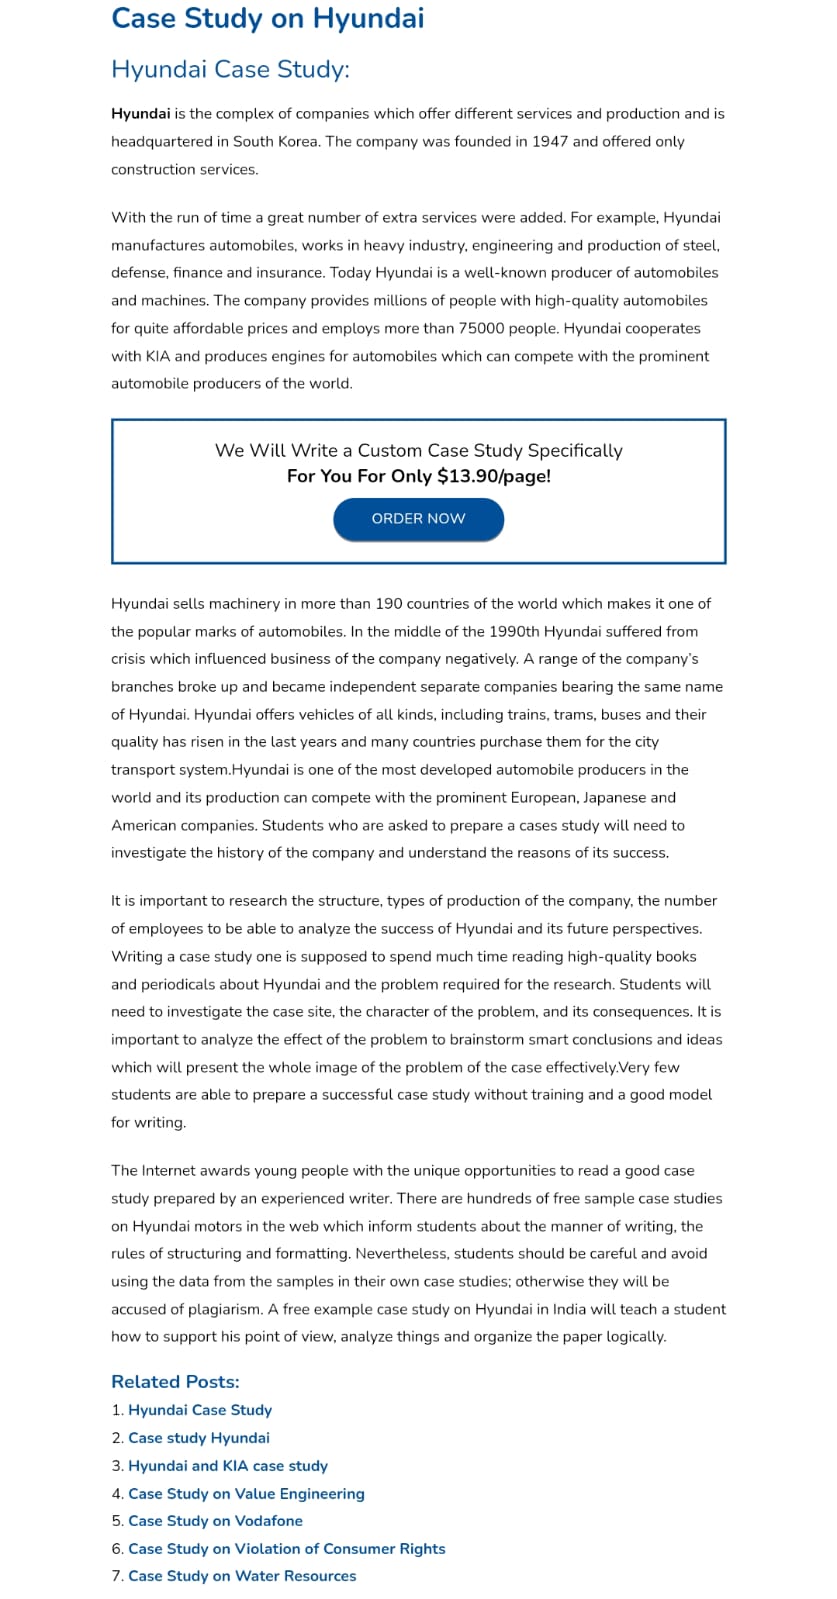 Case Study on Hyundai
Hyundai Case Study:
Hyundai is the complex of companies which offer different services and production and is
headquartered in South Korea. The company was founded in 1947 and offered only
construction services.
With the run of time a great number of extra services were added. For example, Hyundai
manufactures automobiles, works in heavy industry, engineering and production of steel,
defense, finance and insurance. Today Hyundai is a well-known producer of automobiles
and machines. The company provides millions of people with high-quality automobiles
for quite affordable prices and employs more than 75000 people. Hyundai cooperates
with KIA and produces engines for automobiles which can compete with the prominent
automobile producers of the world.
We Will Write a Custom Case Study Specifically
For You For Only $13.90/page!
ORDER NOW
Hyundai sells machinery in more than 190 countries of the world which makes it one of
the popular marks of automobiles. In the middle of the 1990th Hyundai suffered from
crisis which influenced business of the company negatively. A range of the company's
branches broke up and became independent separate companies bearing the same name
of Hyundai. Hyundai offers vehicles of all kinds, including trains, trams, buses and their
quality has risen in the last years and many countries purchase them for the city
transport system.Hyundai is one of the most developed automobile producers in the
world and its production can compete with the prominent European, Japanese and
American companies. Students who are asked to prepare a cases study will need to
investigate the history of the company and understand the reasons of its success.
It is important to research the structure, types of production of the company, the number
of employees to be able to analyze the success of Hyundai and its future perspectives.
Writing a case study one is supposed to spend much time reading high-quality books
and periodicals about Hyundai and the problem required for the research. Students will
need to investigate the case site, the character of the problem, and its consequences. It is
important to analyze the effect of the problem to brainstorm smart conclusions and ideas
which will present the whole image of the problem of the case effectively.Very few
students are able to prepare a successful case study without training and a good model
for writing.
The Internet awards young people with the unique opportunities to read a good case
study prepared by an experienced writer. There are hundreds of free sample case studies
on Hyundai motors in the web which inform students about the manner of writing, the
rules of structuring and formatting. Nevertheless, students should be careful and avoid
using the data from the samples in their own case studies; otherwise they will be
accused of plagiarism. A free example case study on Hyundai in India will teach a student
how to support his point of view, analyze things and organize the paper logically.
Related Posts:
1. Hyundai Case Study
2. Case study Hyundai
3. Hyundai and KIA case study
4. Case Study on Value Engineering
5. Case Study on Vodafone
6. Case Study on Violation of Consumer Rights
7. Case Study on Water Resources